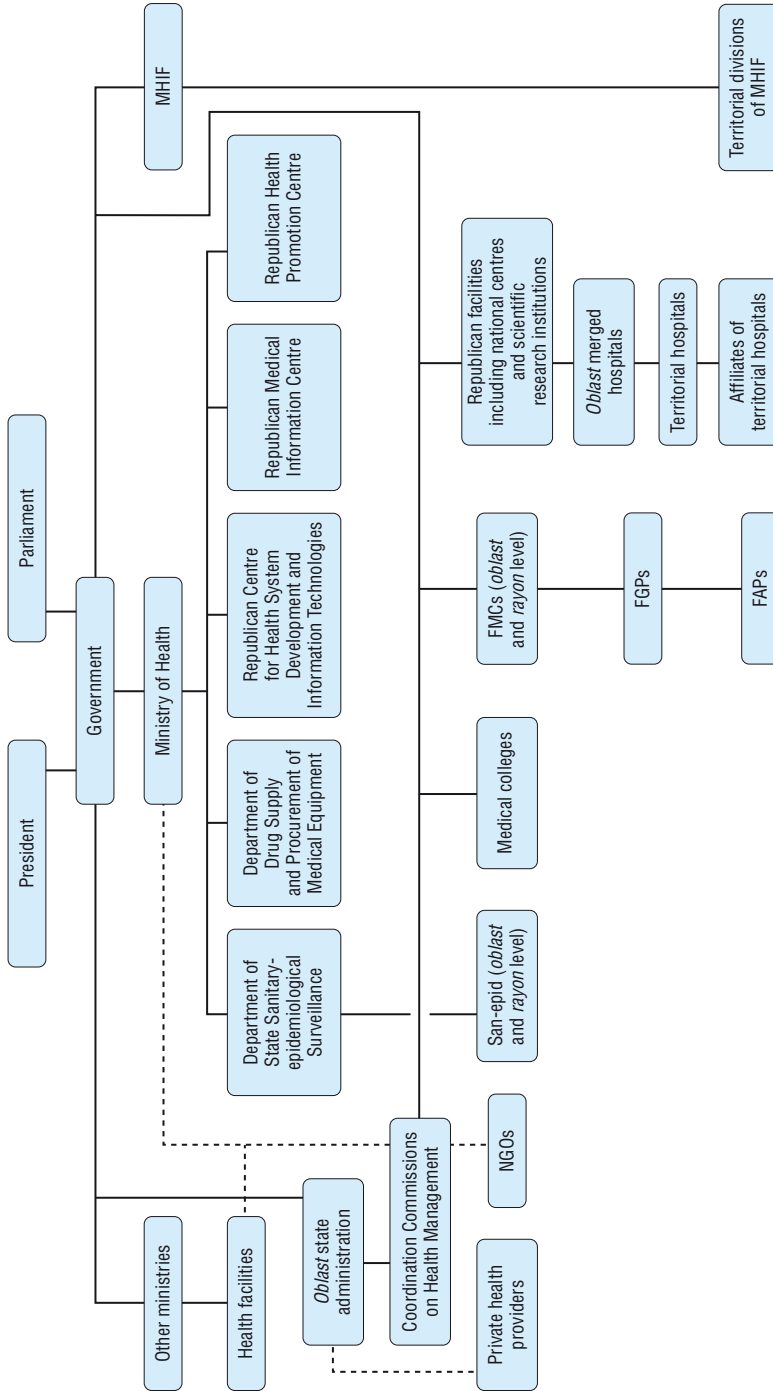 President
Parliament
Government
Other ministries
Ministry of Health
MHIF
Health facilities
Department of
State Sanitary-
epidemiological
Surveillance
Department of
Drug Supply
and Procurement of
Medical Equipment
Republican Centre
for Health System
Development and
Information Technologies
Republican Medical
Information Centre
Republican Health
Promotion Centre
Oblast state
administration
Coordination Commissions
on Health Management
Private health
providers
NGOs
San-epid (oblast
and rayon level)
Medical colleges
FMCs (oblast
and rayon level)
FGPs
FAPs
Republican facilities
including national centres
and scientific
research institutions
Oblast merged
hospitals
Territorial hospitals
Affiliates of
territorial hospitals
Territorial divisions
of MHIF